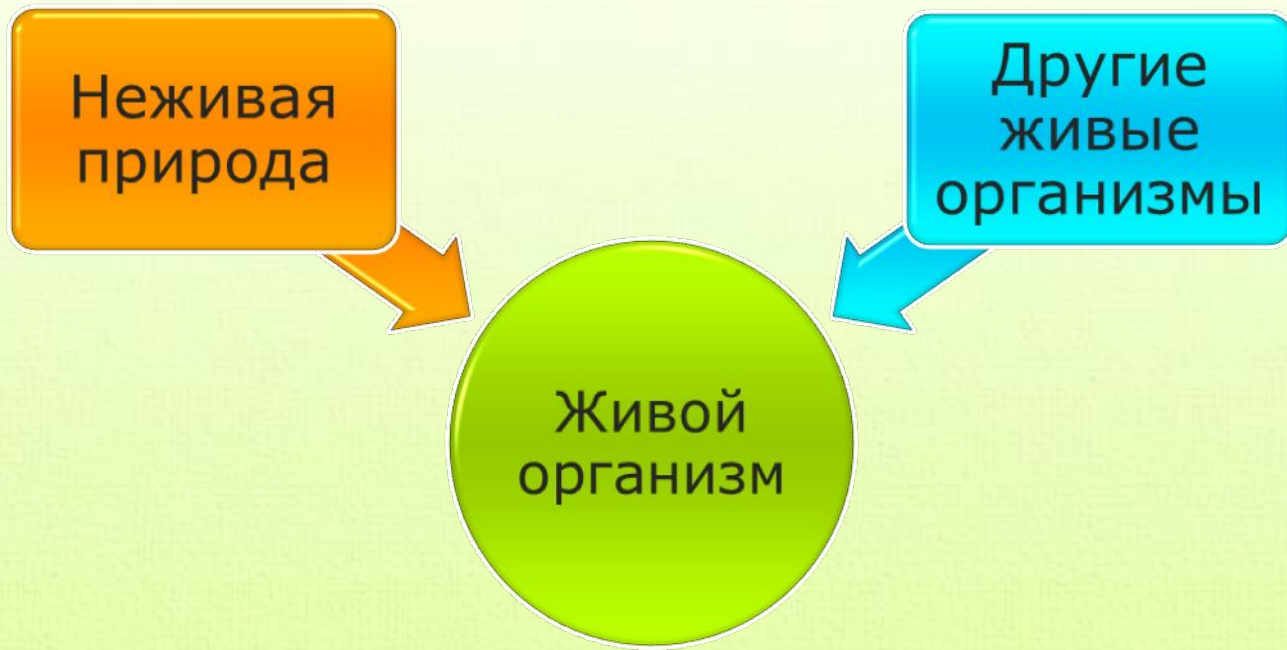 Неживая
природа
Другие
живые
организмы
Живой
организм